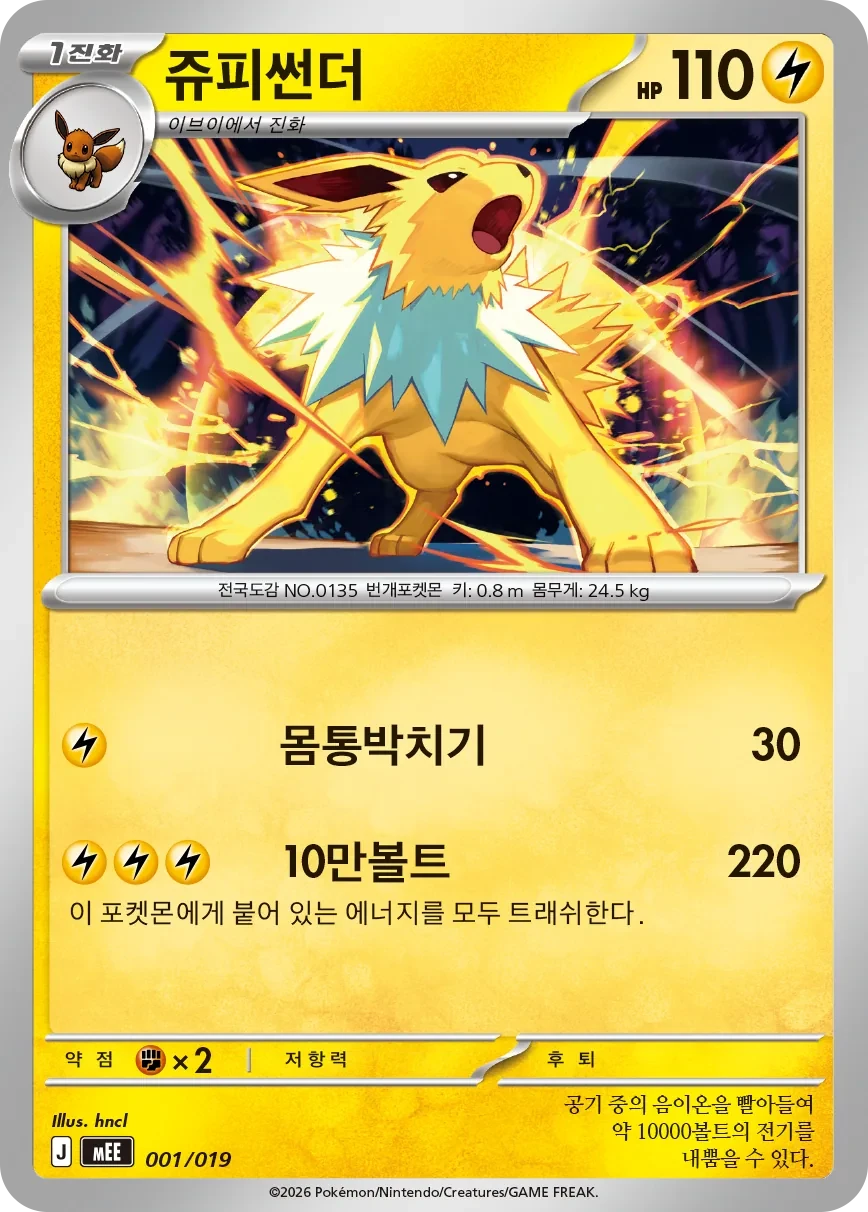 1진화
쥬피썬더
HP 110
이브이에서 진화
전국도감 NO.0135 번개포켓몬 키: 0.8 m 몸무게: 24.5 kg
몸통박치기 30
10만볼트 220
이 포켓몬에게 붙어 있는 에너지를 모두 트래쉬한다.
약점 ×2 저항력 후퇴
공기 중의 음이온을 빨아들여
약 10000볼트의 전기를
내뿜을 수 있다.
Illus. hncl
J mEE 001/019
©2026 Pokémon/Nintendo/Creatures/GAME FREAK.